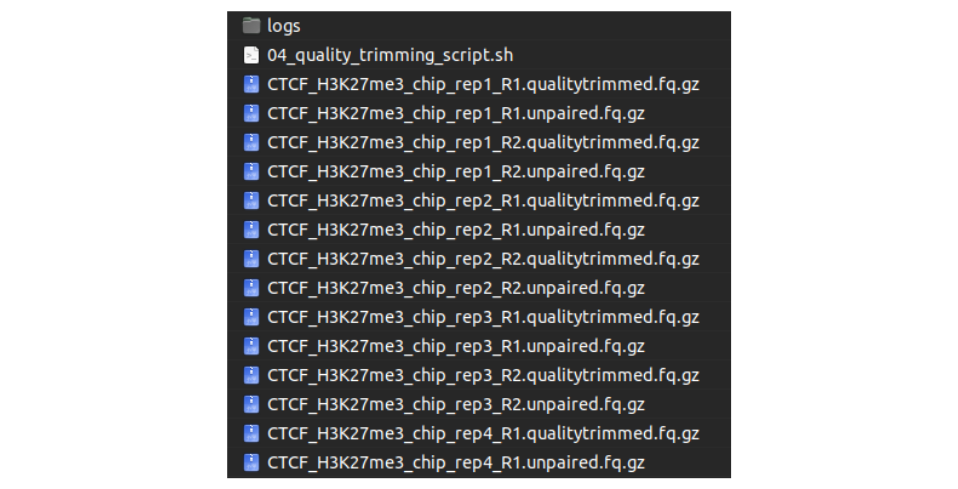 logs
04_quality_trimming_script.sh
CTCF_H3K27me3_chip_rep1_R1.qualitytrimmed.fq.gz
CTCF_H3K27me3_chip_rep1_R1.unpaired.fq.gz
CTCF_H3K27me3_chip_rep1_R2.qualitytrimmed.fq.gz
CTCF_H3K27me3_chip_rep1_R2.unpaired.fq.gz
CTCF_H3K27me3_chip_rep2_R1.qualitytrimmed.fq.gz
CTCF_H3K27me3_chip_rep2_R1.unpaired.fq.gz
CTCF_H3K27me3_chip_rep2_R2.qualitytrimmed.fq.gz
CTCF_H3K27me3_chip_rep2_R2.unpaired.fq.gz
CTCF_H3K27me3_chip_rep3_R1.qualitytrimmed.fq.gz
CTCF_H3K27me3_chip_rep3_R1.unpaired.fq.gz
CTCF_H3K27me3_chip_rep3_R2.qualitytrimmed.fq.gz
CTCF_H3K27me3_chip_rep3_R2.unpaired.fq.gz
CTCF_H3K27me3_chip_rep4_R1.qualitytrimmed.fq.gz
CTCF_H3K27me3_chip_rep4_R1.unpaired.fq.gz